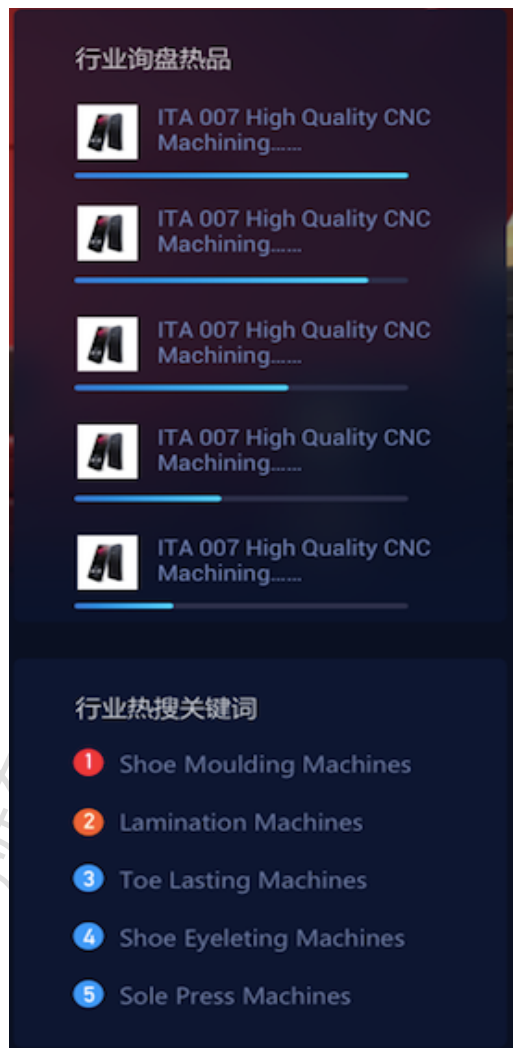 行业询盘热品
ITA 007 High Quality CNC
Machining......
ITA 007 High Quality CNC
Machining......
ITA 007 High Quality CNC
Machining......
ITA 007 High Quality CNC
Machining......
ITA 007 High Quality CNC
Machining......
行业热搜关键词
1 Shoe Moulding Machines
2 Lamination Machines
3 Toe Lasting Machines
4 Shoe Eyeleting Machines
5 Sole Press Machines